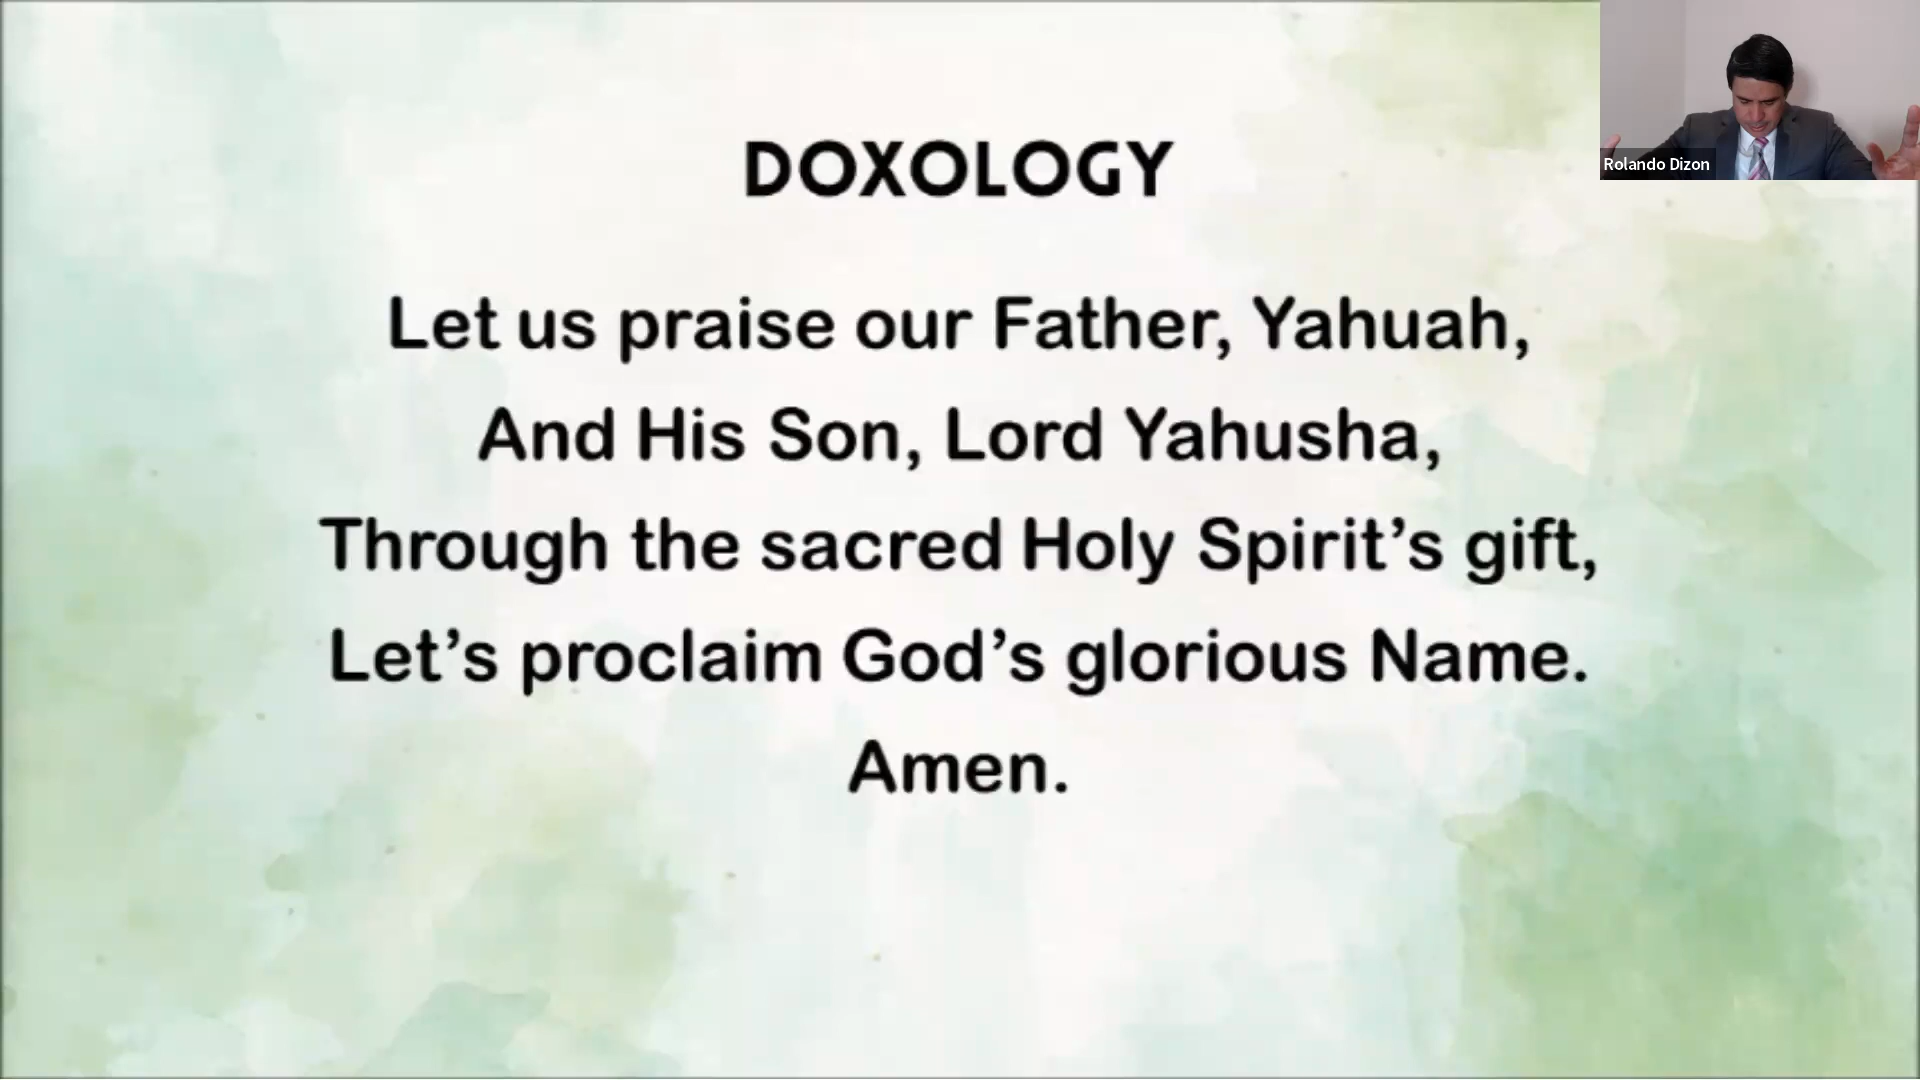 DOXOLOGY
Let us praise our Father, Yahuah,
And His Son, Lord Yahusha,
Through the sacred Holy Spirit’s gift,
Let’s proclaim God’s glorious Name.
Amen.
Rolando Dizon